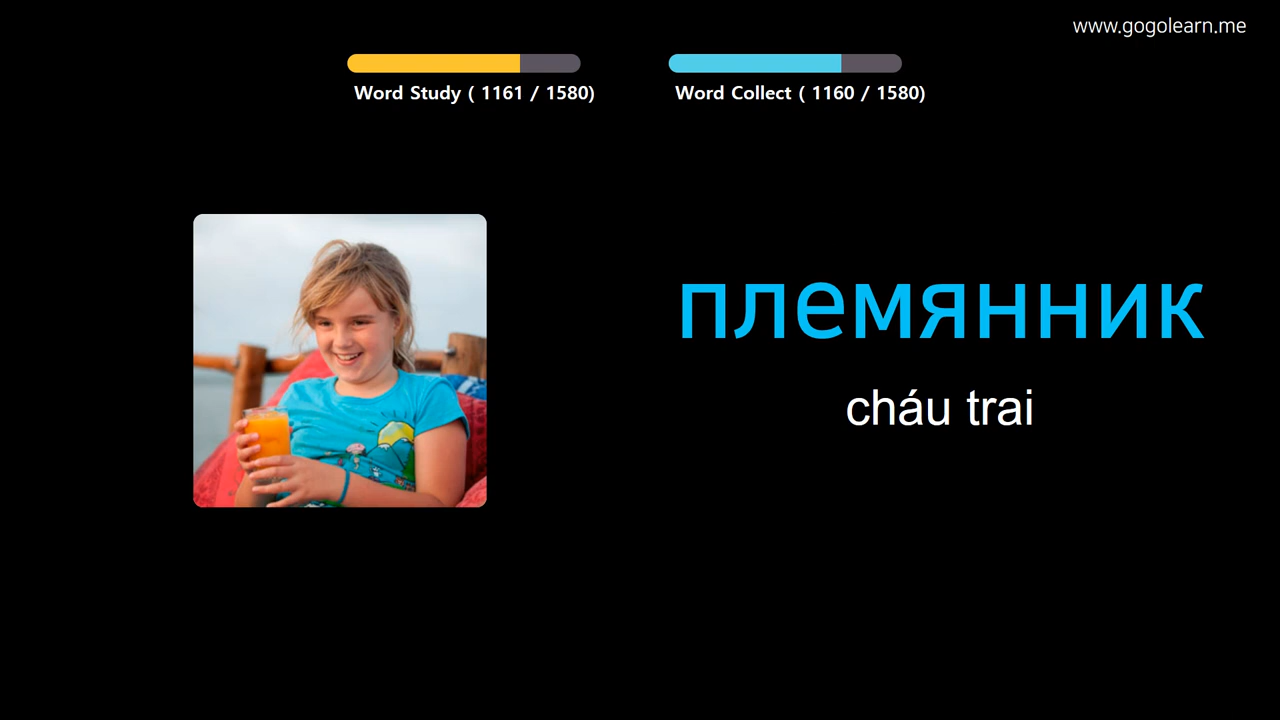 www.gogolearn.me
Word Study ( 1161 / 1580)
Word Collect ( 1160 / 1580)
племянник
cháu trai